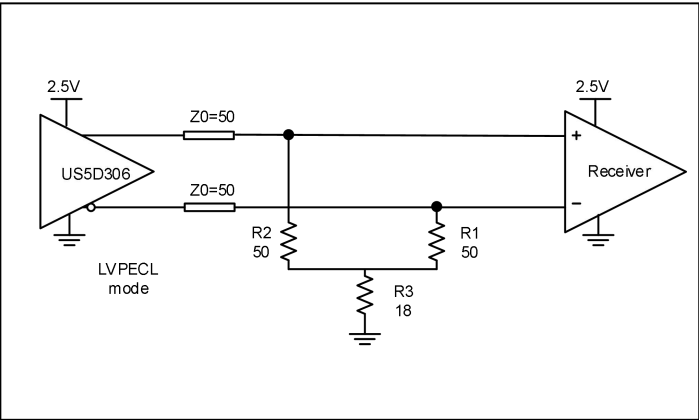 2.5V
2.5V
Z0=50
+
US5D306
Receiver
Z0=50
−
R2
50
R1
50
LVPECL
mode
R3
18